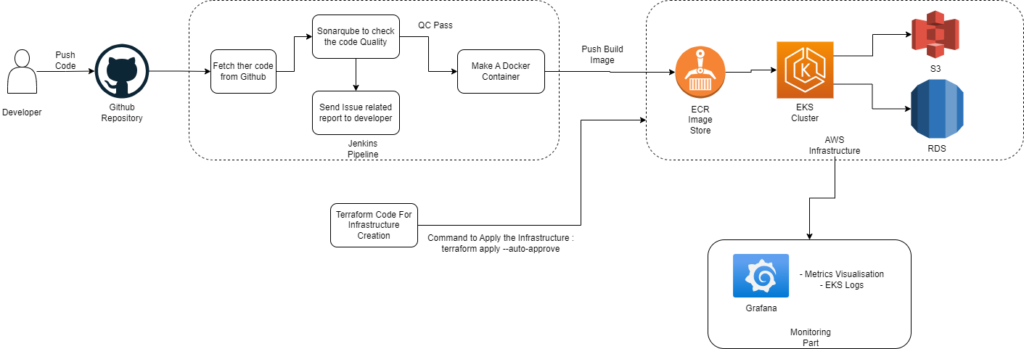 Developer
Push
Code
Github
Repository
Fetch ther code
from Github
Sonarqube to check
the code Quality
QC Pass
Send Issue related
report to developer
Make A Docker
Container
Jenkins
Pipeline
Push Build
Image
ECR
Image
Store
EKS
Cluster
S3
RDS
AWS
Infrastructure
Terraform Code For
Infrastructure
Creation
Command to Apply the Infrastructure :
terraform apply --auto-approve
Grafana
- Metrics Visualisation
- EKS Logs
Monitoring
Part